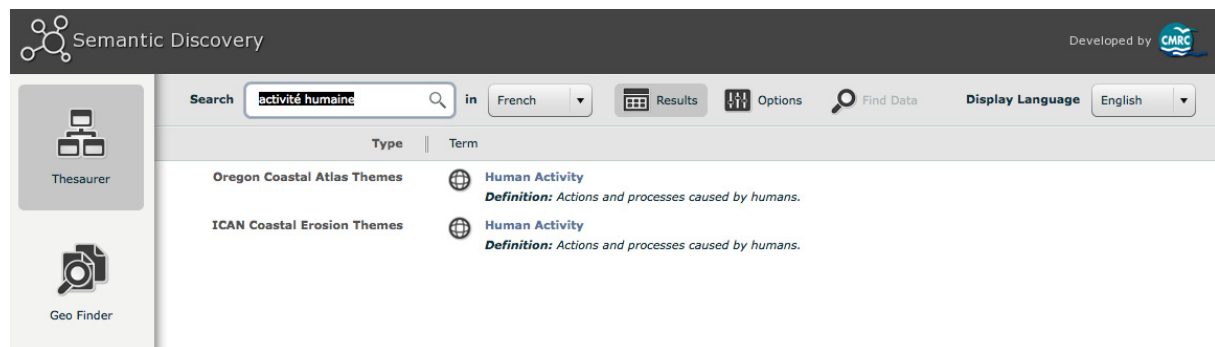 Semantic Discovery
Developed by CMRC
Search activité humaine in French Results Options Find Data Display Language English
Type Term
Thesaurer
Oregon Coastal Atlas Themes Human Activity
Definition: Actions and processes caused by humans.
ICAN Coastal Erosion Themes Human Activity
Definition: Actions and processes caused by humans.
Geo Finder